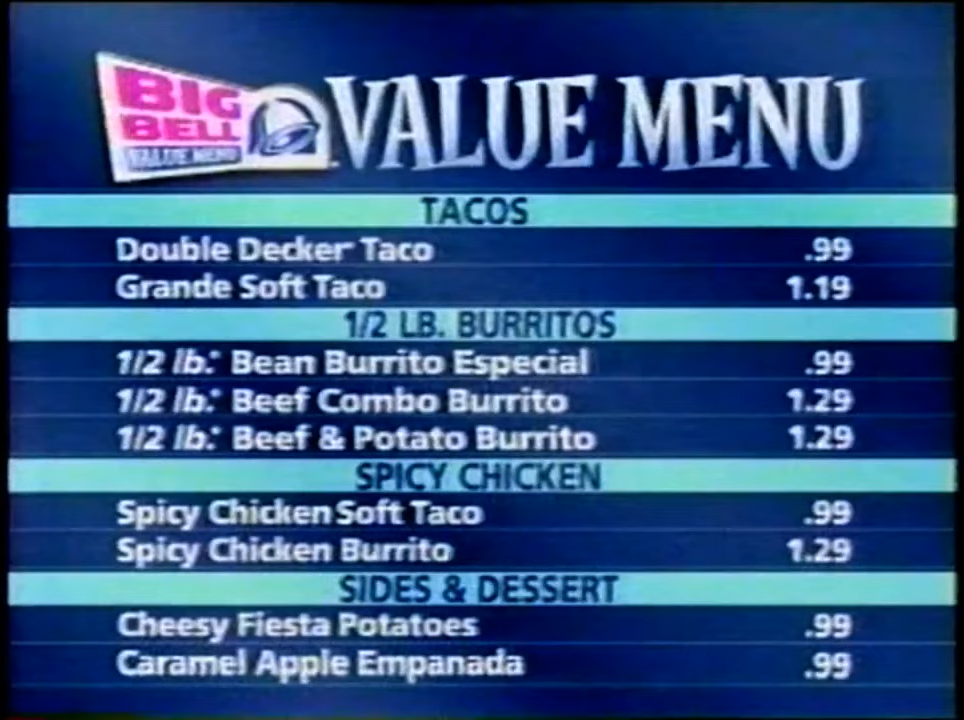 BIG
BELL
VALUE MENU
VALUE MENU
TACOS
Double Decker™ Taco .99
Grande Soft Taco 1.19
1/2 LB. BURRITOS
1/2 lb.* Bean Burrito Especial .99
1/2 lb.* Beef Combo Burrito 1.29
1/2 lb.* Beef & Potato Burrito 1.29
SPICY CHICKEN
Spicy Chicken Soft Taco .99
Spicy Chicken Burrito 1.29
SIDES & DESSERT
Cheesy Fiesta Potatoes .99
Caramel Apple Empanada .99